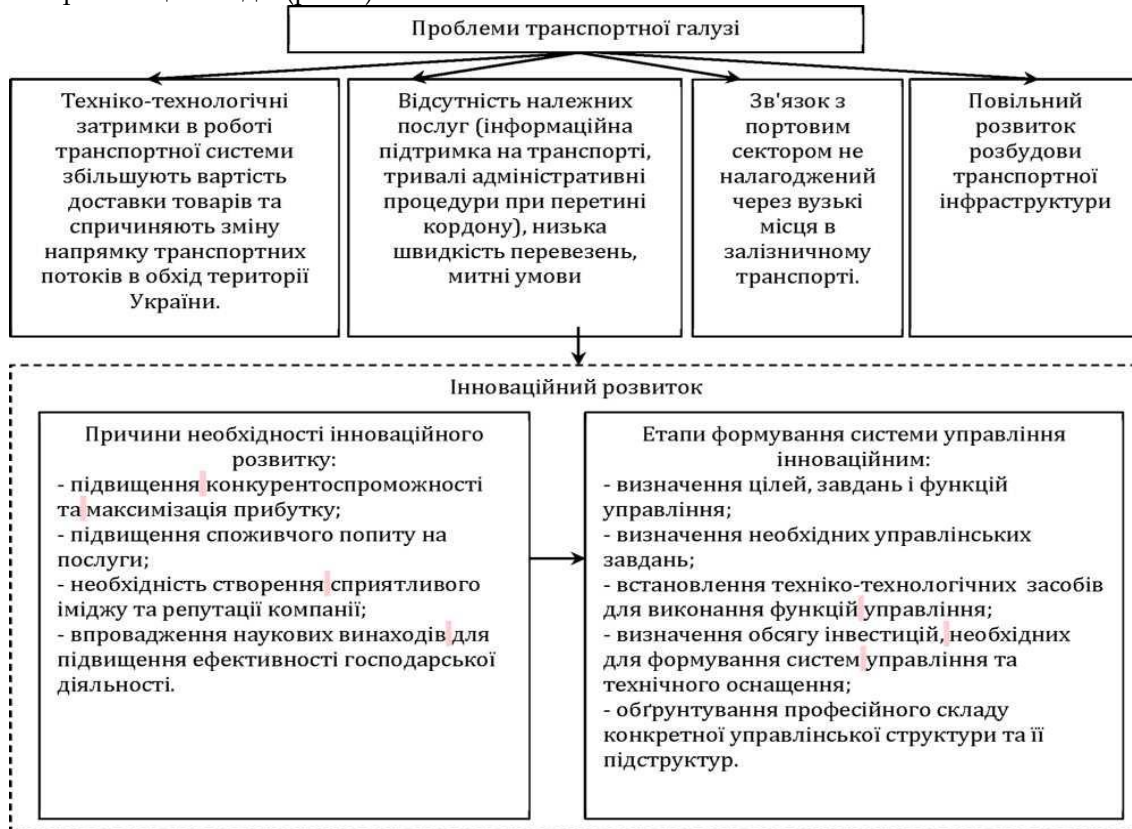 Проблеми транспортної галузі
Техніко-технологічні
затримки в роботі
транспортної системи
збільшують вартість
доставки товарів та
спричиняють зміну
напрямку транспортних
потоків в обхід території
України.
Відсутність належних
послуг (інформаційна
підтримка на транспорті,
тривалі адміністративні
процедури при перетині
кордону), низька
швидкість перевезень,
митні умови
Зв'язок з
портовим
сектором не
налагоджений
через вузькі
місця в
залізничному
транспорті.
Повільний
розвиток
розбудови
транспортної
інфраструктури
Інноваційний розвиток
Причини необхідності інноваційного
розвитку:
- підвищення конкурентоспроможності
та максимізація прибутку;
- підвищення споживчого попиту на
послуги;
- необхідність створення сприятливого
іміджу та репутації компанії;
- впровадження наукових винаходів для
підвищення ефективності господарської
діяльності.
Етапи формування системи управління
інноваційним:
- визначення цілей, завдань і функцій
управління;
- визначення необхідних управлінських
завдань;
- встановлення техніко-технологічних засобів
для виконання функцій управління;
- визначення обсягу інвестицій, необхідних
для формування систем управління та
технічного оснащення;
- обґрунтування професійного складу
конкретної управлінської структури та її
підструктур.